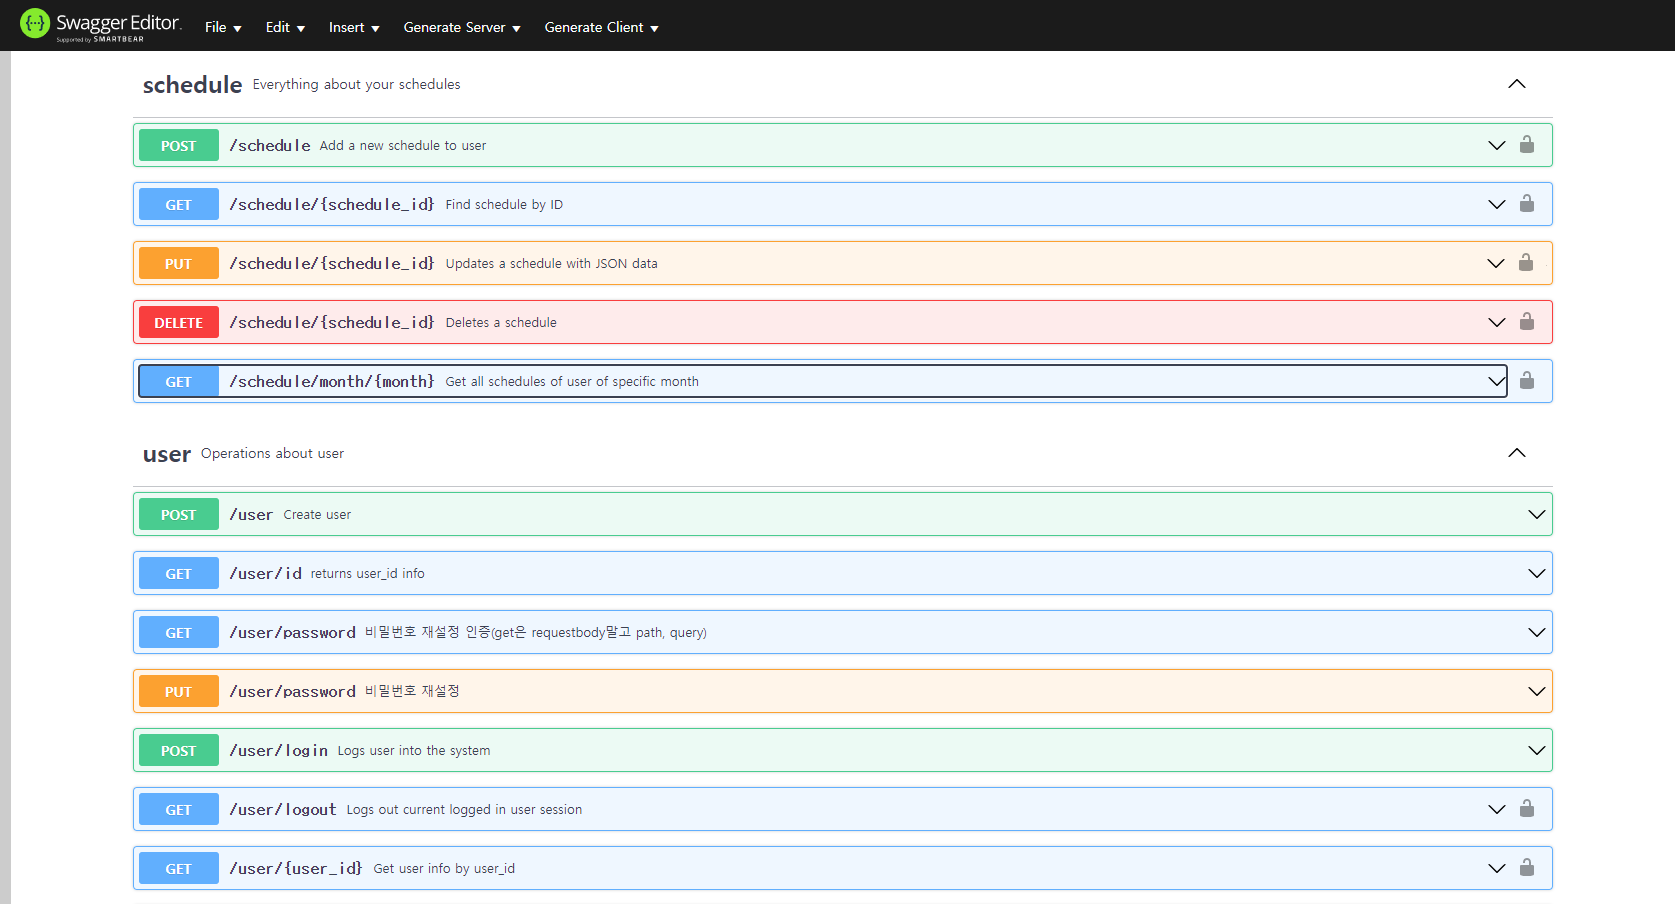 Swagger Editor.
Supported by SMARTBEAR
File Edit Insert Generate Server Generate Client
schedule Everything about your schedules
POST /schedule Add a new schedule to user
GET /schedule/{schedule_id} Find schedule by ID
PUT /schedule/{schedule_id} Updates a schedule with JSON data
DELETE /schedule/{schedule_id} Deletes a schedule
GET /schedule/month/{month} Get all schedules of user of specific month
user Operations about user
POST /user Create user
GET /user/id returns user_id info
GET /user/password 비밀번호 재설정 인증(get은 requestbody말고 path, query)
PUT /user/password 비밀번호 재설정
POST /user/login Logs user into the system
GET /user/logout Logs out current logged in user session
GET /user/{user_id} Get user info by user_id